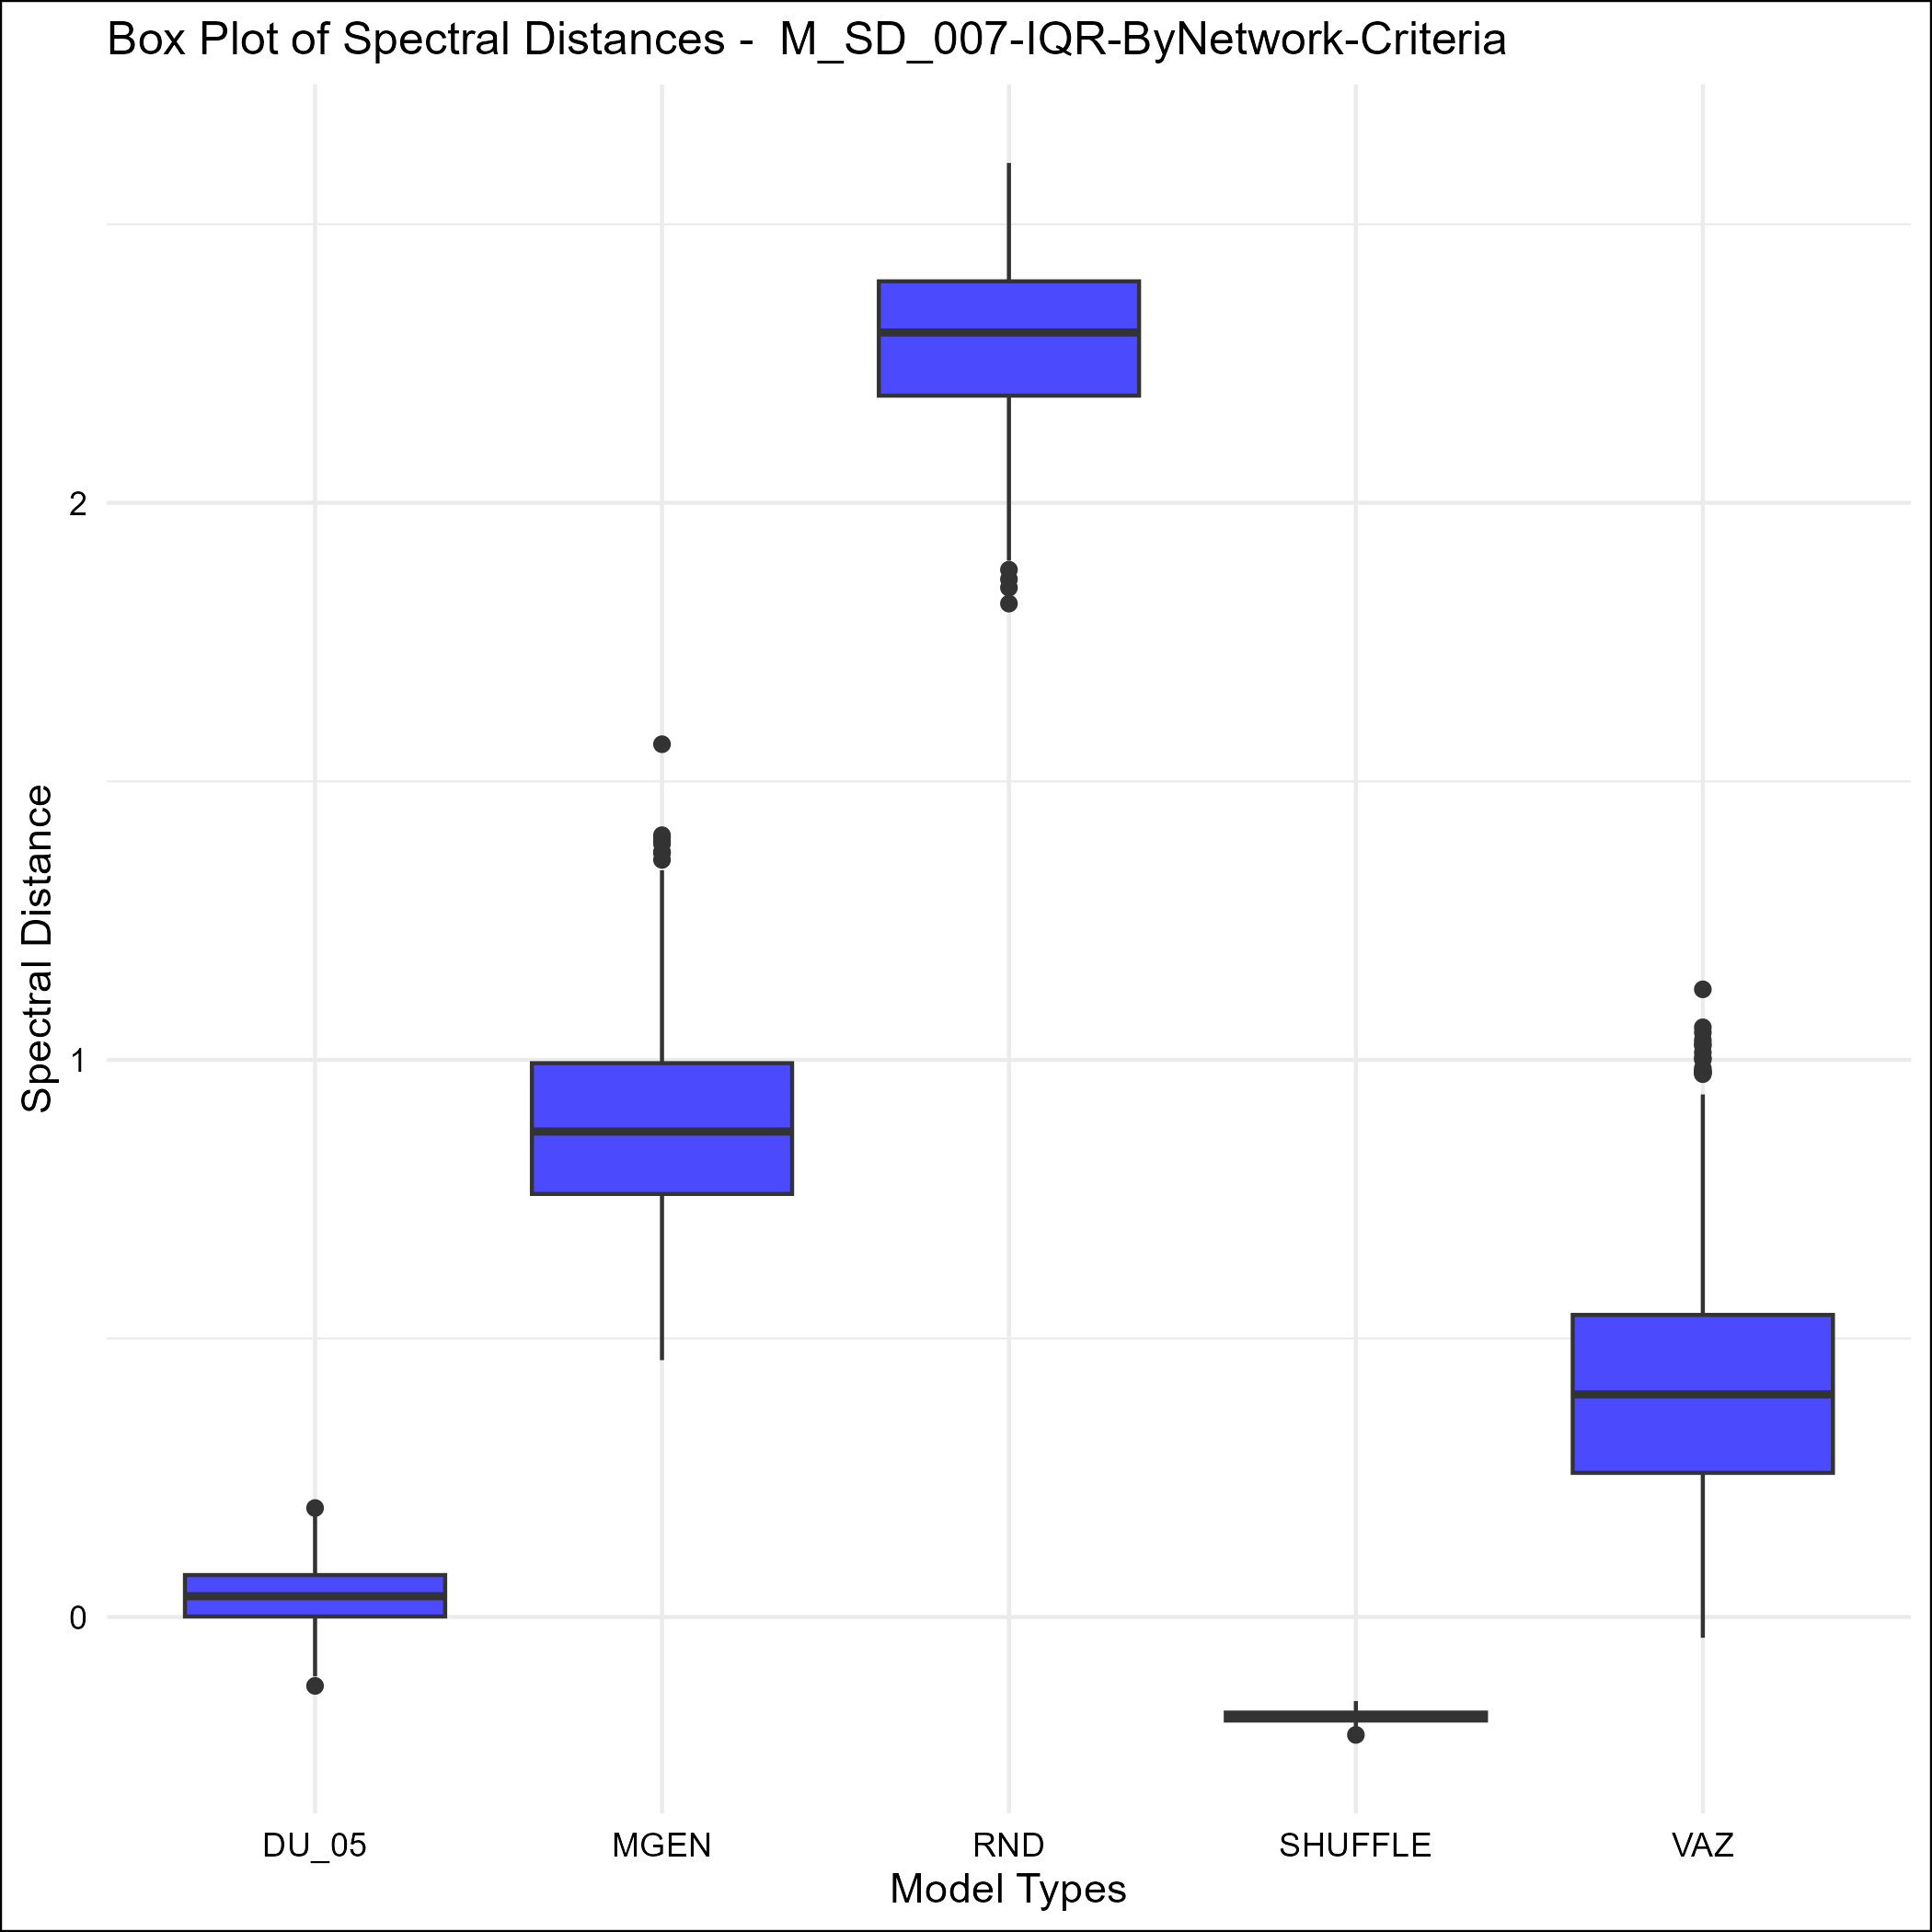 Box Plot of Spectral Distances -  M_SD_007-IQR-ByNetwork-Criteria
Spectral Distance
2
1
0
DU_05 MGEN RND SHUFFLE VAZ
Model Types